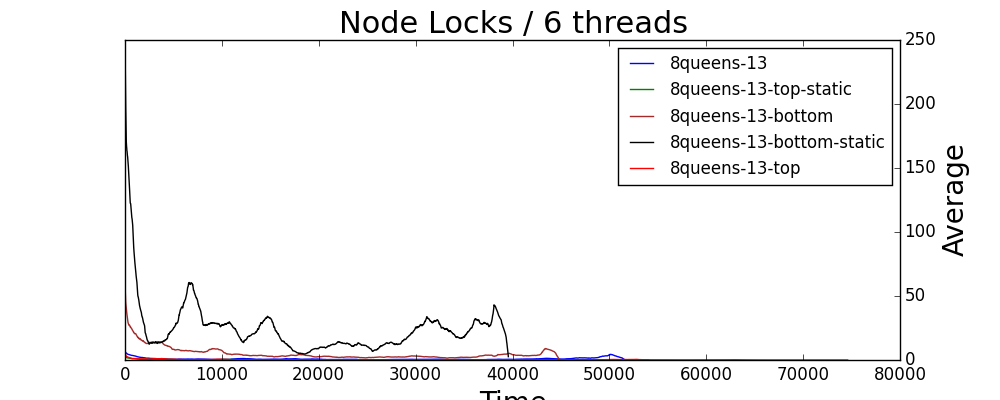 Node Locks / 6 threads
250
8queens-13
8queens-13-top-static
200
8queens-13-bottom
8queens-13-bottom-static
150
8queens-13-top
Average
100
50
0
0 10000 20000 30000 40000 50000 60000 70000 80000
Time